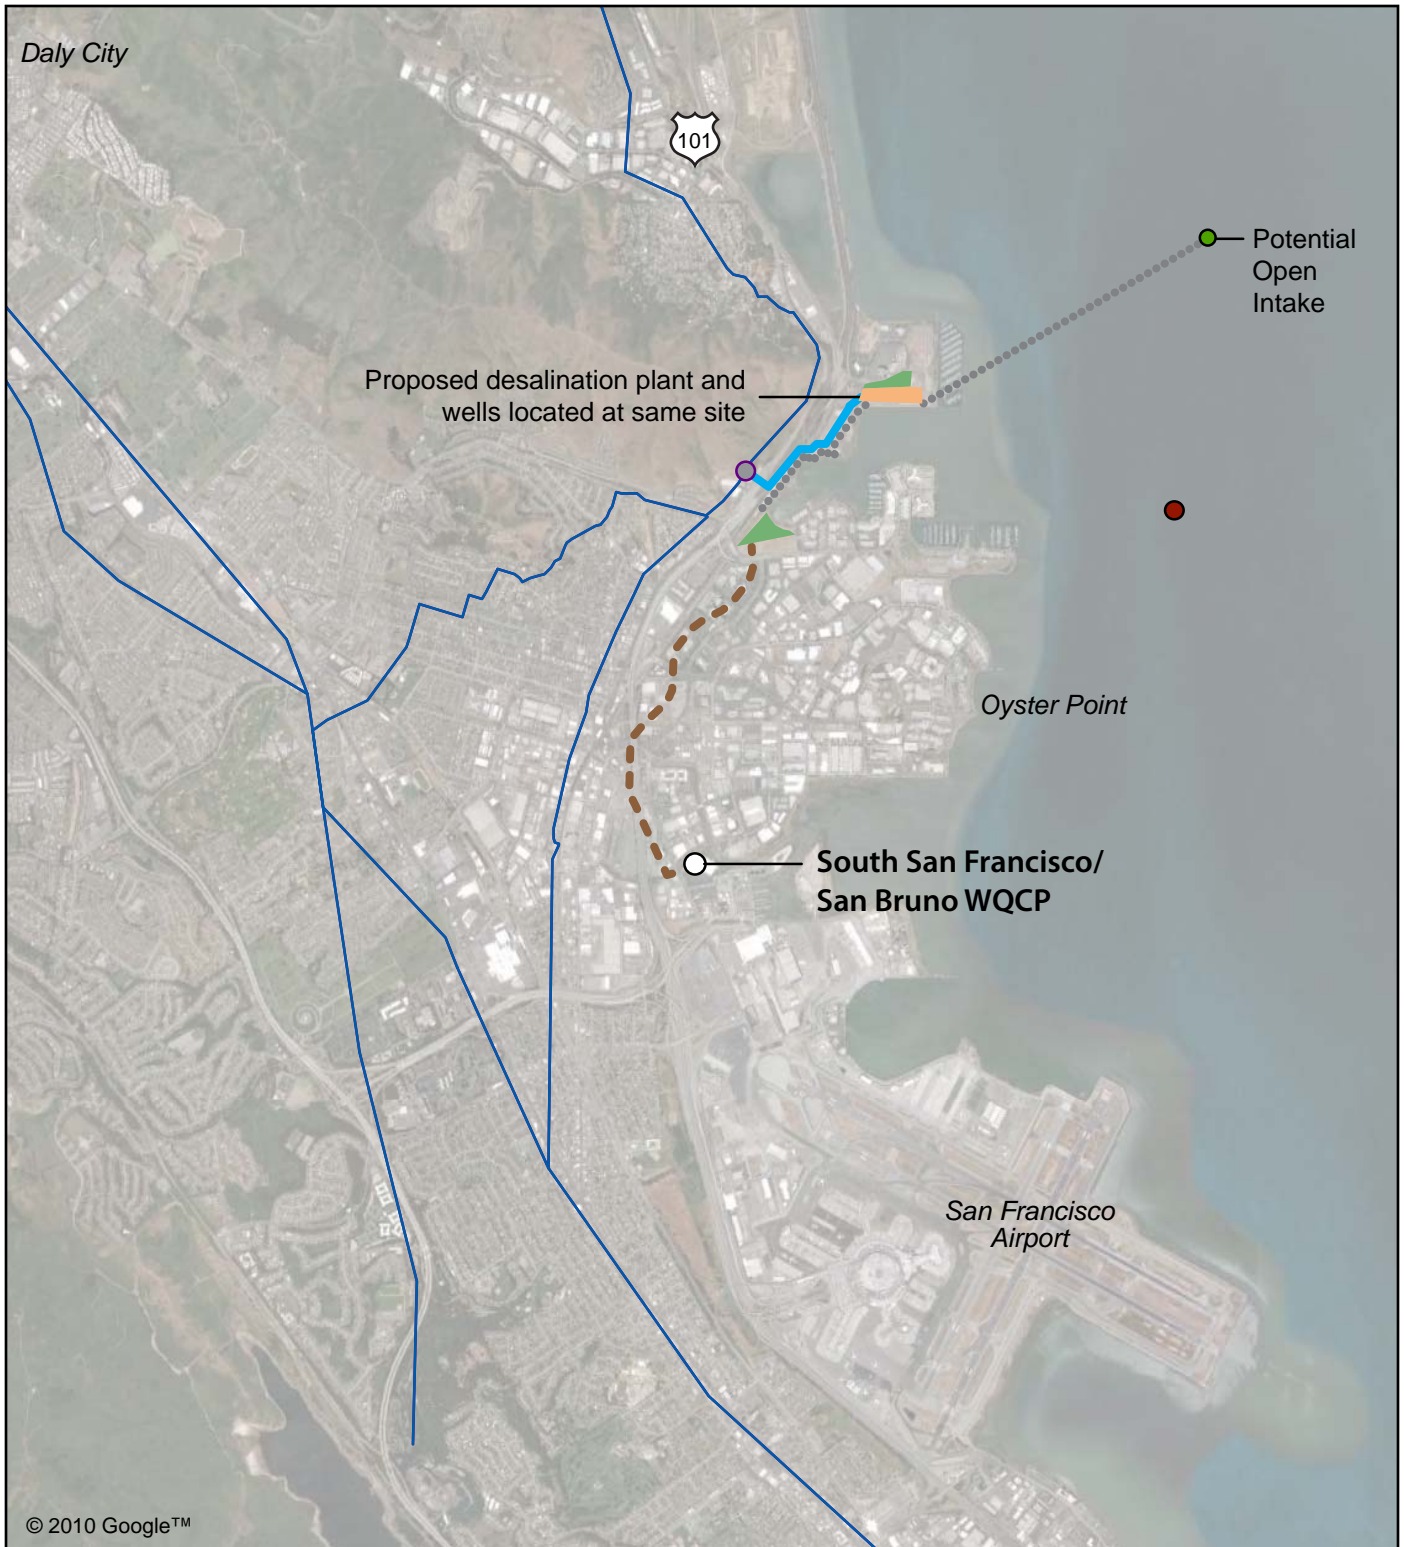 Daly City
101
Potential
Open
Intake
Proposed desalination plant and
wells located at same site
Oyster Point
South San Francisco/
San Bruno WQCP
San Francisco
Airport
© 2010 Google™